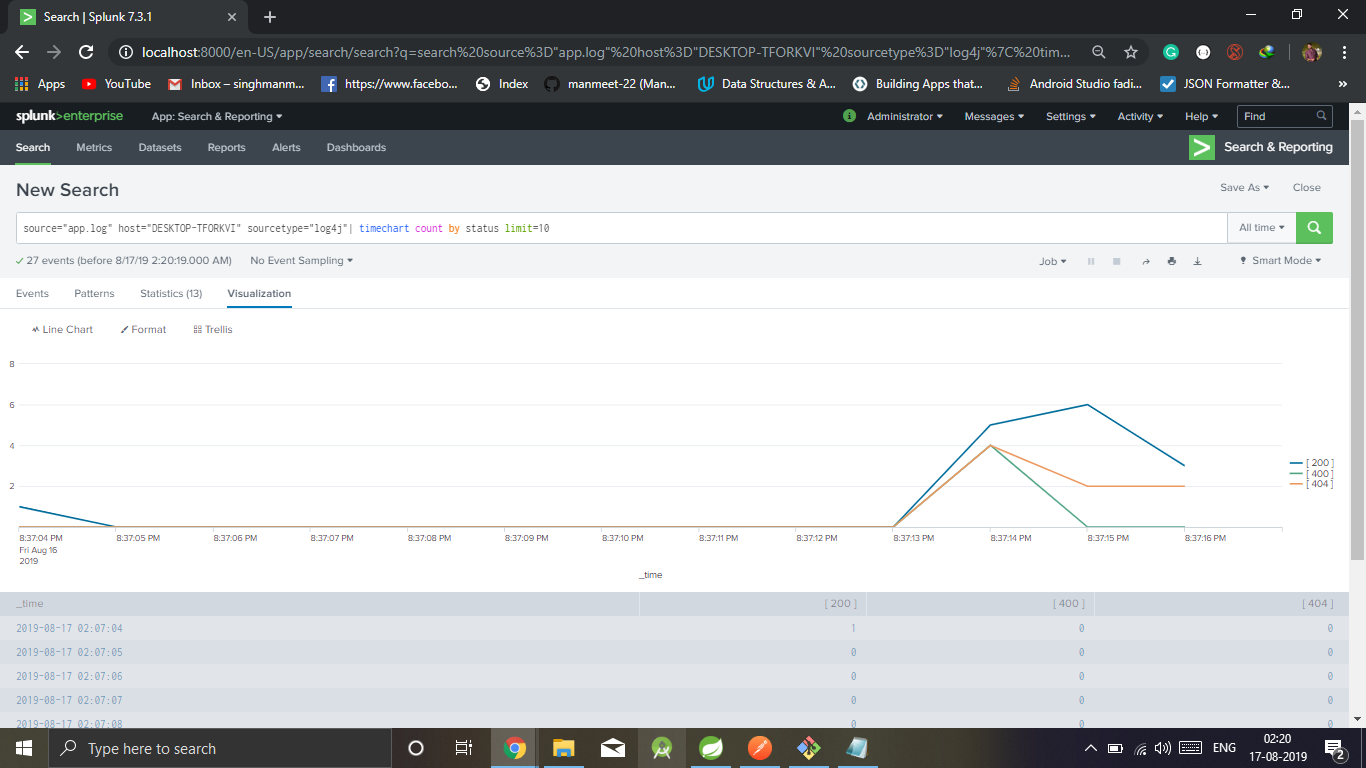 Search | Splunk 7.3.1
localhost:8000/en-US/app/search/search?q=search%20source%3D"app.log"%20host%3D"DESKTOP-TFORKVI"%20sourcetype%3D"log4j"%7C%20tim...
Apps YouTube Inbox – singhmanm... https://www.facebo... Index manmeet-22 (Man... Data Structures & A... Building Apps that... Android Studio fadi... JSON Formatter &... »
splunk>enterprise App: Search & Reporting Administrator Messages Settings Activity Help Find
Search Metrics Datasets Reports Alerts Dashboards Search & Reporting
New Search Save As Close
source="app.log" host="DESKTOP-TFORKVI" sourcetype="log4j"| timechart count by status limit=10 All time
27 events (before 8/17/19 2:20:19.000 AM) No Event Sampling Job Smart Mode
Events Patterns Statistics (13) Visualization
Line Chart Format Trellis
8
6
4
2
[ 200 ]
[ 400 ]
[ 404 ]
8:37:04 PM 8:37:05 PM 8:37:06 PM 8:37:07 PM 8:37:08 PM 8:37:09 PM 8:37:10 PM 8:37:11 PM 8:37:12 PM 8:37:13 PM 8:37:14 PM 8:37:15 PM 8:37:16 PM
Fri Aug 16
2019
_time
_time [ 200 ] [ 400 ] [ 404 ]
2019-08-17 02:07:04 1 0 0
2019-08-17 02:07:05 0 0 0
2019-08-17 02:07:06 0 0 0
2019-08-17 02:07:07 0 0 0
2019-08-17 02:07:08 0 0 0
Type here to search ENG 02:20
17-08-2019 2